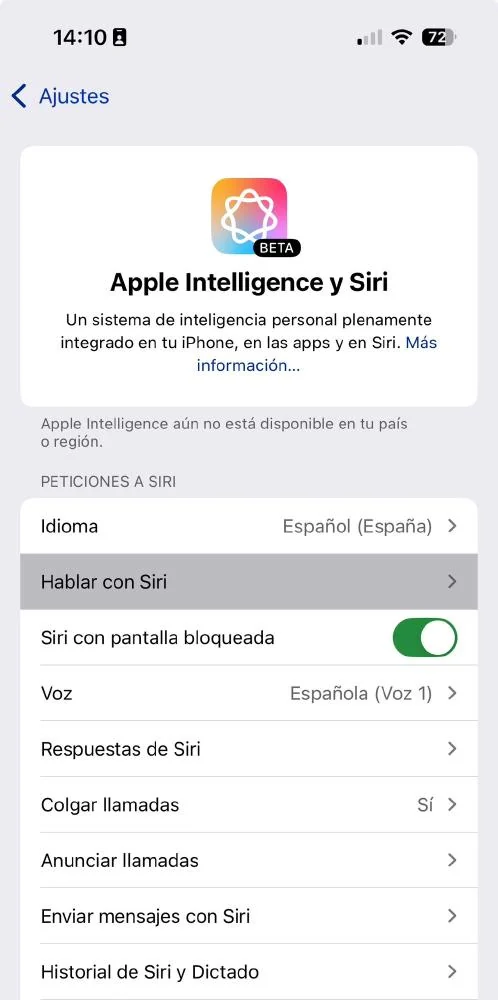 14:10
72
Ajustes
BETA
Apple Intelligence y Siri
Un sistema de inteligencia personal plenamente
integrado en tu iPhone, en las apps y en Siri. Más
información...
Apple Intelligence aún no está disponible en tu país
o región.
PETICIONES A SIRI
Idioma Español (España)
Hablar con Siri
Siri con pantalla bloqueada
Voz Española (Voz 1)
Respuestas de Siri
Colgar llamadas Sí
Anunciar llamadas
Enviar mensajes con Siri
Historial de Siri y Dictado